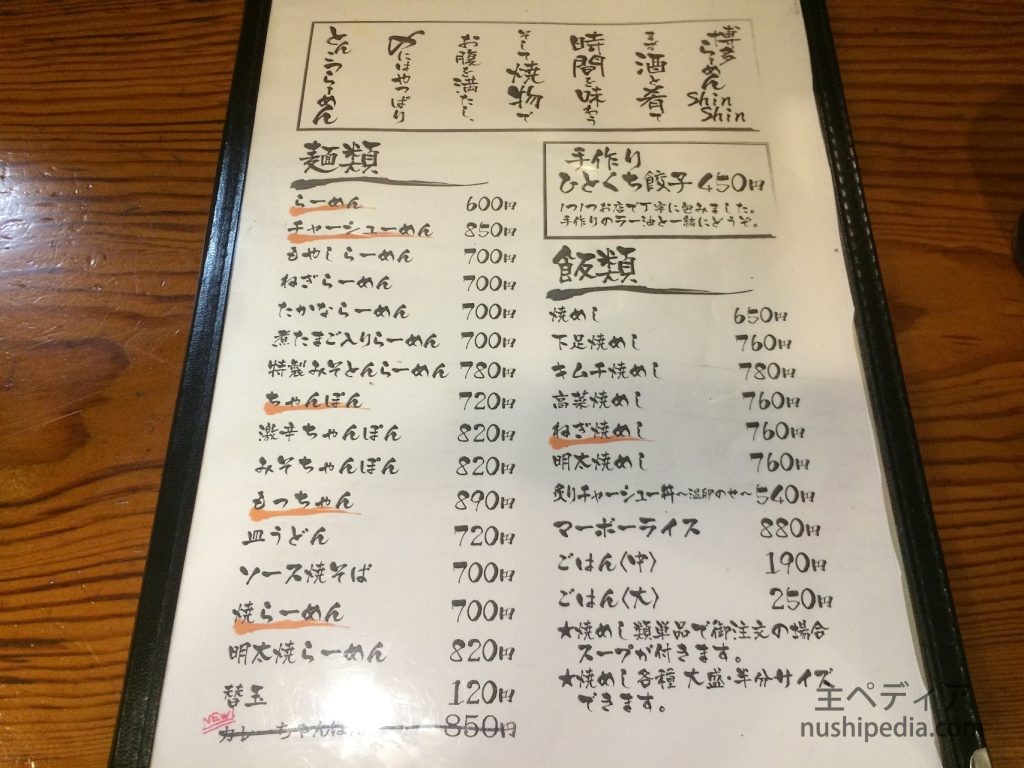 博多らーめん Shin Shin
まず酒と肴で
時間を味わう
そして焼物で
お腹を満たし、
〆にはやっぱり
とんこつらーめん
麺類
らーめん 600円
チャーシューめん 850円
もやしらーめん 700円
ねぎらーめん 700円
たかならーめん 700円
煮たまご入りらーめん 700円
特製みそとんらーめん 780円
ちゃんぽん 720円
激辛ちゃんぽん 820円
みそちゃんぽん 820円
もっちゃん 890円
皿うどん 720円
ソース焼そば 700円
焼らーめん 700円
明太焼らーめん 820円
替玉 120円
NEW!
カレーちゃんぽん 850円
手作り
ひとくち餃子 450円
1つ1つお店で丁寧に包みました。
手作りのラー油と一緒にどうぞ。
飯類
焼めし 650円
下足焼めし 760円
キムチ焼めし 780円
高菜焼めし 760円
ねぎ焼めし 760円
明太焼めし 760円
炙りチャーシュー丼～温卵のせ～ 540円
マーボーライス 880円
ごはん〈中〉 190円
ごはん〈大〉 250円
★焼めし類単品で御注文の場合
スープが付きます。
★焼めし各種 大盛・半分サイズ
できます。
主ペディア
nushipedia.com